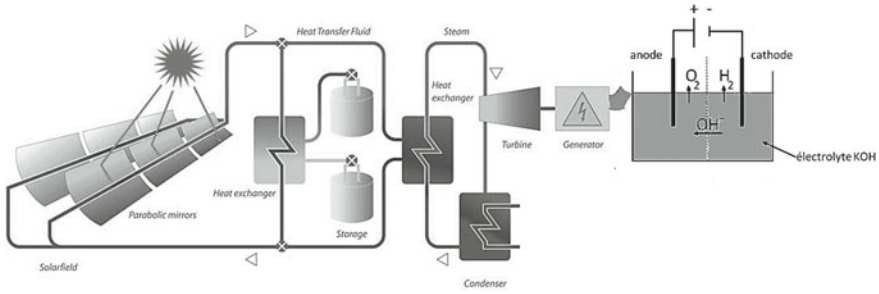 Heat Transfer Fluid
Steam
+ -
anode
cathode
O2
H2
Heat
exchanger
OH⁻
Turbine
Generator
électrolyte KOH
Heat exchanger
Parabolic mirrors
Storage
Solarfield
Condenser